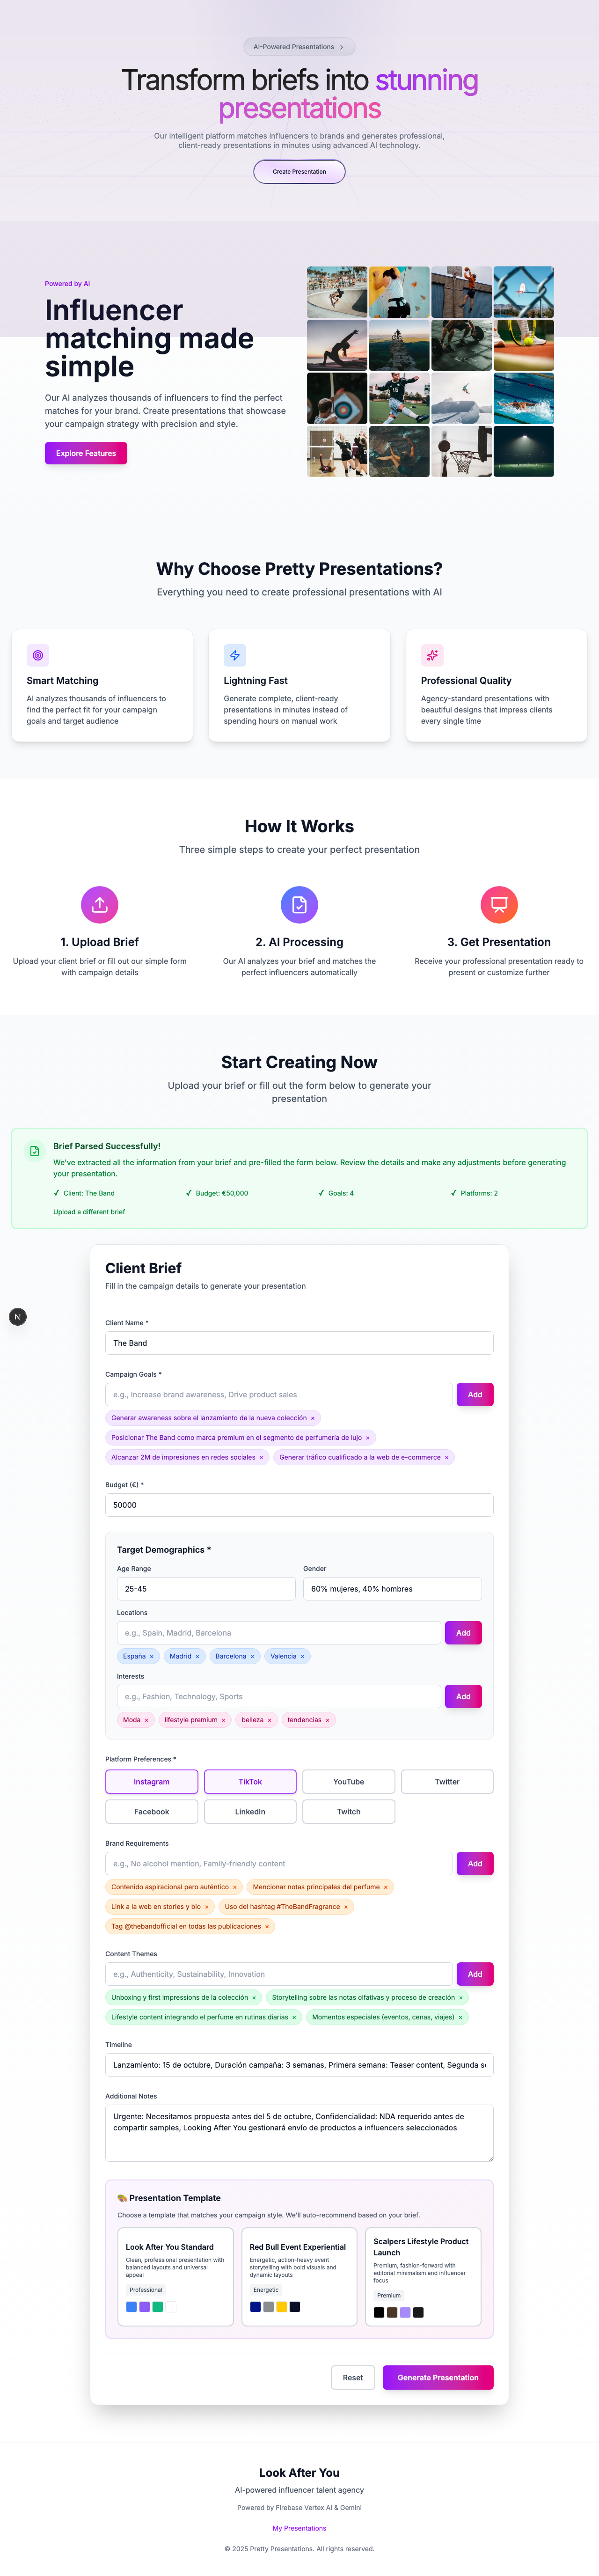 AI-Powered Presentations
Transform briefs into stunning
presentations
Our intelligent platform matches influencers to brands and generates professional,
client-ready presentations in minutes using advanced AI technology.
Create Presentation
Powered by AI
Influencer
matching made
simple
Our AI analyzes thousands of influencers to find the perfect
matches for your brand. Create presentations that showcase
your campaign strategy with precision and style.
Explore Features
Why Choose Pretty Presentations?
Everything you need to create professional presentations with AI
Smart Matching
AI analyzes thousands of influencers to
find the perfect fit for your campaign
goals and target audience
Lightning Fast
Generate complete, client-ready
presentations in minutes instead of
spending hours on manual work
Professional Quality
Agency-standard presentations with
beautiful designs that impress clients
every single time
How It Works
Three simple steps to create your perfect presentation
1. Upload Brief
Upload your client brief or fill out our simple form
with campaign details
2. AI Processing
Our AI analyzes your brief and matches the
perfect influencers automatically
3. Get Presentation
Receive your professional presentation ready to
present or customize further
Start Creating Now
Upload your brief or fill out the form below to generate your
presentation
Brief Parsed Successfully!
We've extracted all the information from your brief and pre-filled the form below. Review the details and make any adjustments before generating
your presentation.
✓ Client: The Band
✓ Budget: €50,000
✓ Goals: 4
✓ Platforms: 2
Upload a different brief
N
Client Brief
Fill in the campaign details to generate your presentation
Client Name *
The Band
Campaign Goals *
e.g., Increase brand awareness, Drive product sales
Add
Generar awareness sobre el lanzamiento de la nueva colección ×
Posicionar The Band como marca premium en el segmento de perfumería de lujo ×
Alcanzar 2M de impresiones en redes sociales ×
Generar tráfico cualificado a la web de e-commerce ×
Budget (€) *
50000
Target Demographics *
Age Range
25-45
Gender
60% mujeres, 40% hombres
Locations
e.g., Spain, Madrid, Barcelona
Add
España ×
Madrid ×
Barcelona ×
Valencia ×
Interests
e.g., Fashion, Technology, Sports
Add
Moda ×
lifestyle premium ×
belleza ×
tendencias ×
Platform Preferences *
Instagram
TikTok
YouTube
Twitter
Facebook
LinkedIn
Twitch
Brand Requirements
e.g., No alcohol mention, Family-friendly content
Add
Contenido aspiracional pero auténtico ×
Mencionar notas principales del perfume ×
Link a la web en stories y bio ×
Uso del hashtag #TheBandFragrance ×
Tag @thebandofficial en todas las publicaciones ×
Content Themes
e.g., Authenticity, Sustainability, Innovation
Add
Unboxing y first impressions de la colección ×
Storytelling sobre las notas olfativas y proceso de creación ×
Lifestyle content integrando el perfume en rutinas diarias ×
Momentos especiales (eventos, cenas, viajes) ×
Timeline
Lanzamiento: 15 de octubre, Duración campaña: 3 semanas, Primera semana: Teaser content, Segunda s
Additional Notes
Urgente: Necesitamos propuesta antes del 5 de octubre, Confidencialidad: NDA requerido antes de
compartir samples, Looking After You gestionará envío de productos a influencers seleccionados
🎨 Presentation Template
Choose a template that matches your campaign style. We'll auto-recommend based on your brief.
Look After You Standard
Clean, professional presentation with
balanced layouts and universal
appeal
Professional
Red Bull Event Experiential
Energetic, action-heavy event
storytelling with bold visuals and
dynamic layouts
Energetic
Scalpers Lifestyle Product
Launch
Premium, fashion-forward with
editorial minimalism and influencer
focus
Premium
Reset
Generate Presentation
Look After You
AI-powered influencer talent agency
Powered by Firebase Vertex AI & Gemini
My Presentations
© 2025 Pretty Presentations. All rights reserved.